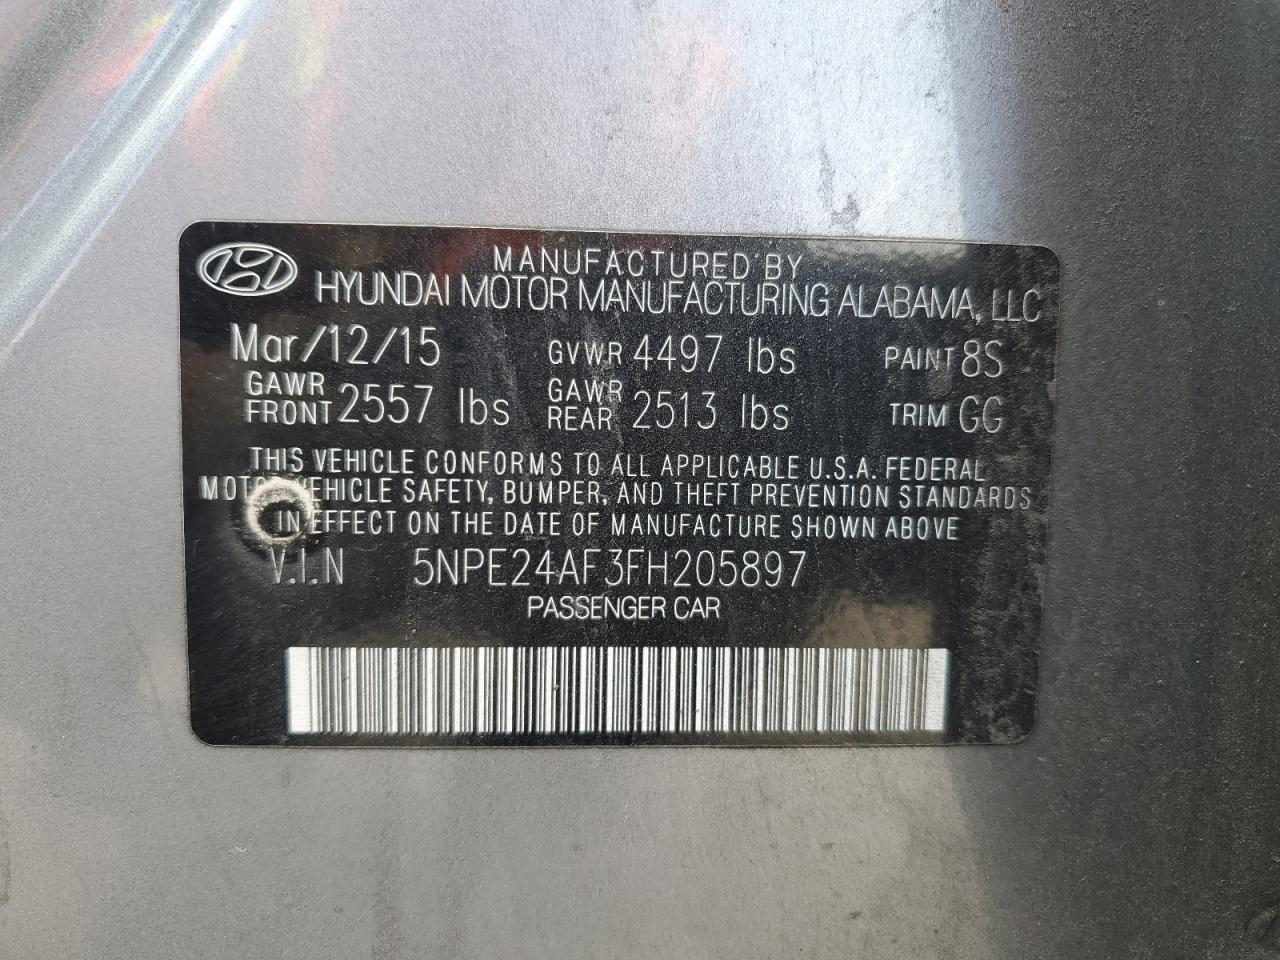 MANUFACTURED BY
HYUNDAI MOTOR MANUFACTURING ALABAMA, LLC
Mar/12/15 GVWR 4497 lbs PAINT 8S
GAWR FRONT 2557 lbs GAWR REAR 2513 lbs TRIM GG
THIS VEHICLE CONFORMS TO ALL APPLICABLE U.S.A. FEDERAL
MOTOR VEHICLE SAFETY, BUMPER, AND THEFT PREVENTION STANDARDS
IN EFFECT ON THE DATE OF MANUFACTURE SHOWN ABOVE
V.I.N 5NPE24AF3FH205897
PASSENGER CAR